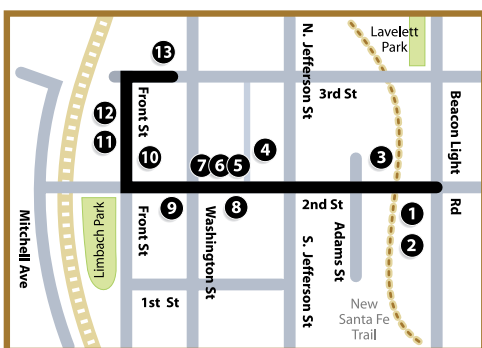 Lavelett
Park
N. Jefferson St
13
3rd St
Front St
Beacon Light
12
11
10
7
6
5
4
3
Limbach Park
Mitchell Ave
Front St
9
Washington St
8
2nd St
Rd
1
2
Adams St
S. Jefferson St
1st St
New
Santa Fe
Trail